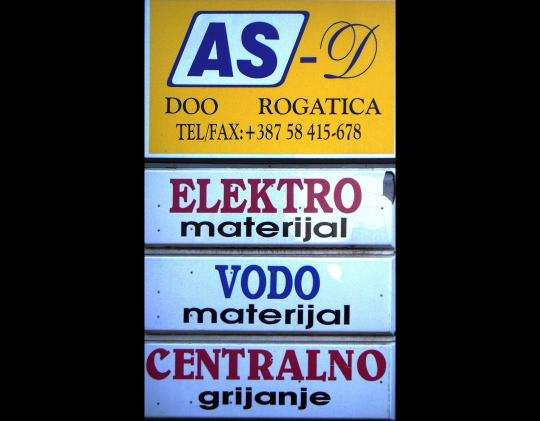 AS-D
DOO ROGATICA
TEL/FAX:+387 58 415-678
ELEKTRO
materijal
VODO
materijal
CENTRALNO
grijanje